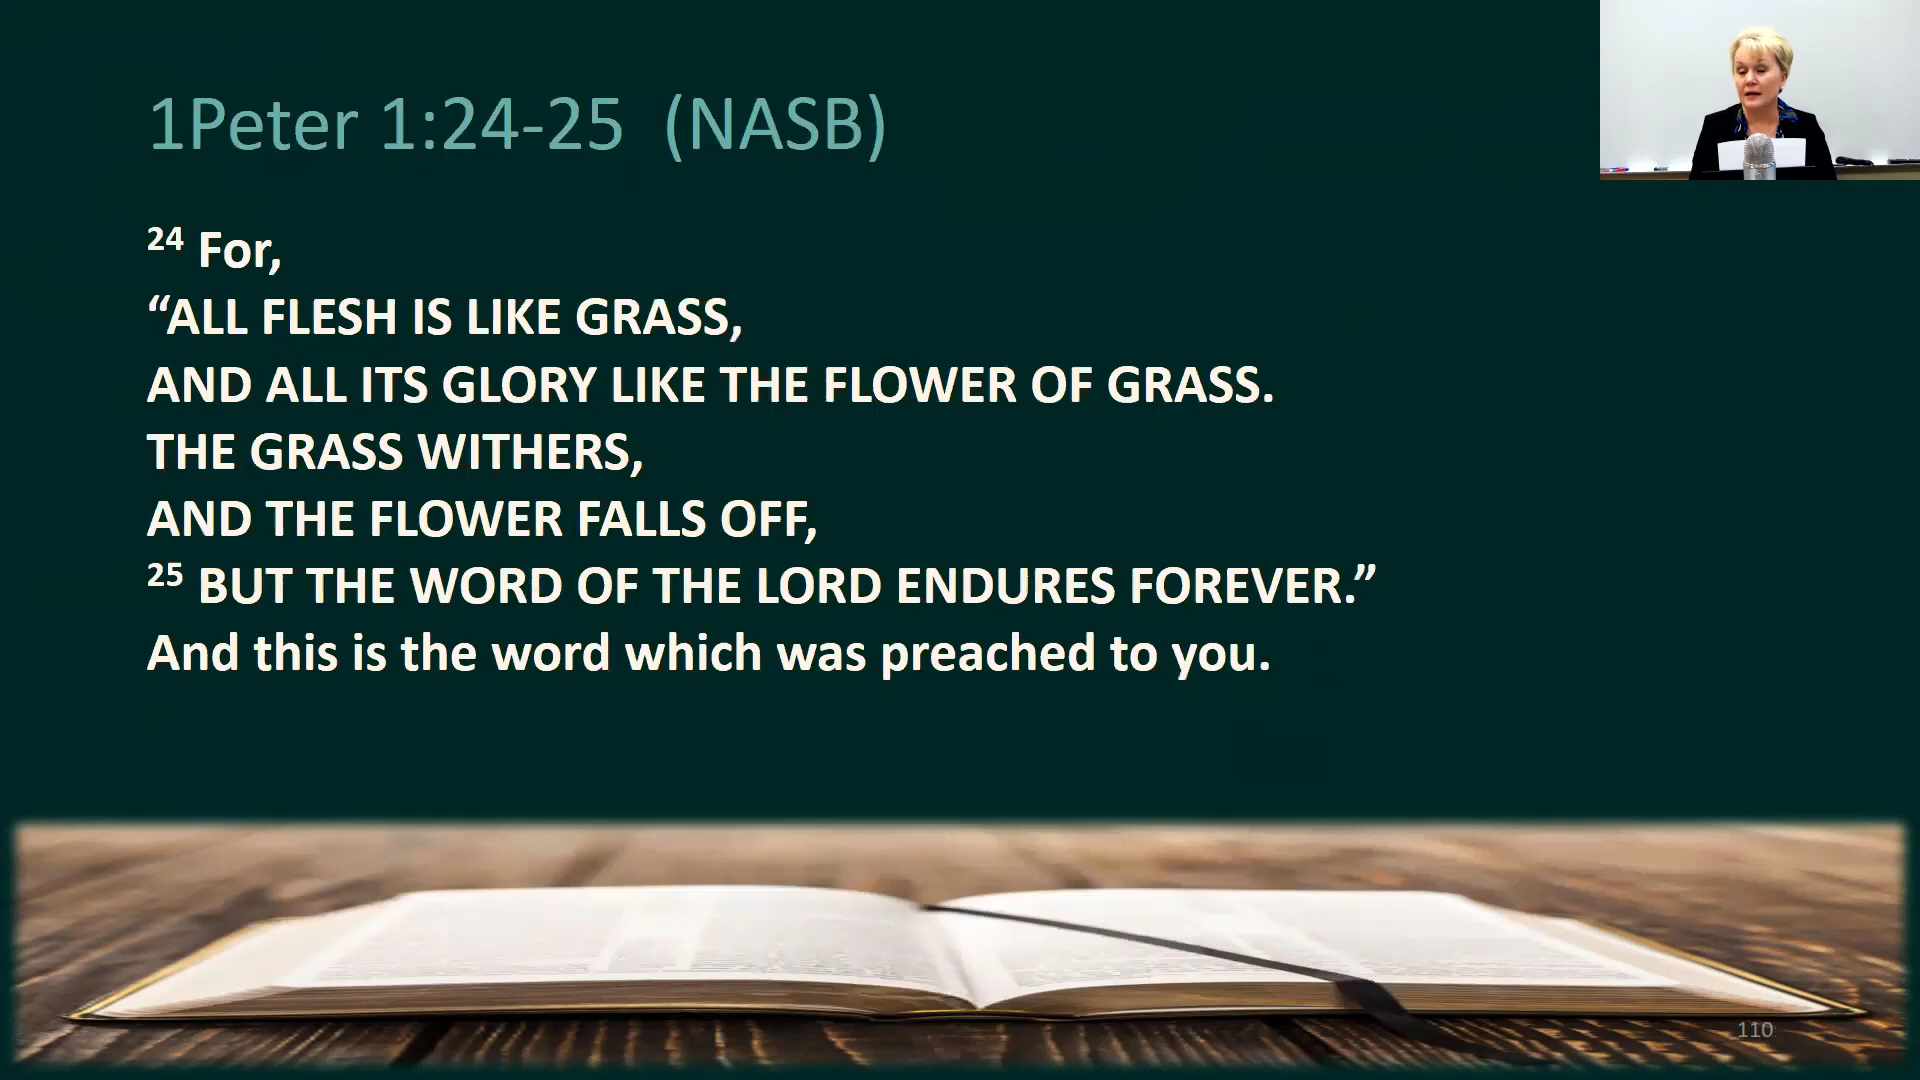 1Peter 1:24-25 (NASB)
24 For,
“ALL FLESH IS LIKE GRASS,
AND ALL ITS GLORY LIKE THE FLOWER OF GRASS.
THE GRASS WITHERS,
AND THE FLOWER FALLS OFF,
25 BUT THE WORD OF THE LORD ENDURES FOREVER.”
And this is the word which was preached to you.
110